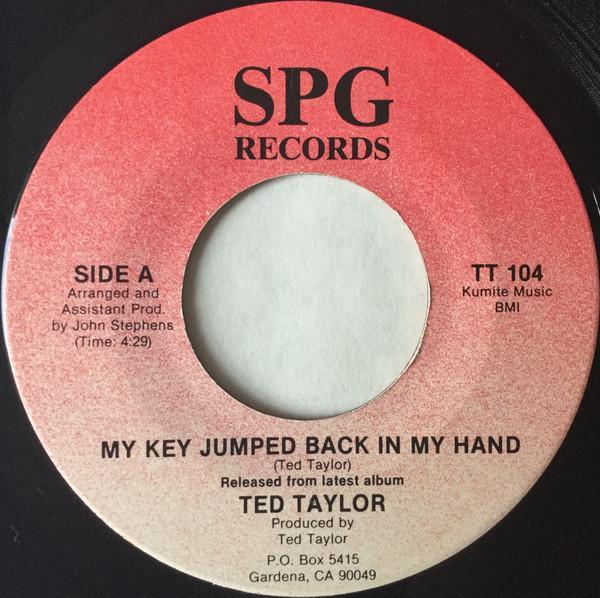 SPG
RECORDS
SIDE A
Arranged and
Assistant Prod.
by John Stephens
(Time: 4:29)
TT 104
Kumite Music
BMI
MY KEY JUMPED BACK IN MY HAND
(Ted Taylor)
Released from latest album
TED TAYLOR
Produced by
Ted Taylor
P.O. Box 5415
Gardena, CA 90049